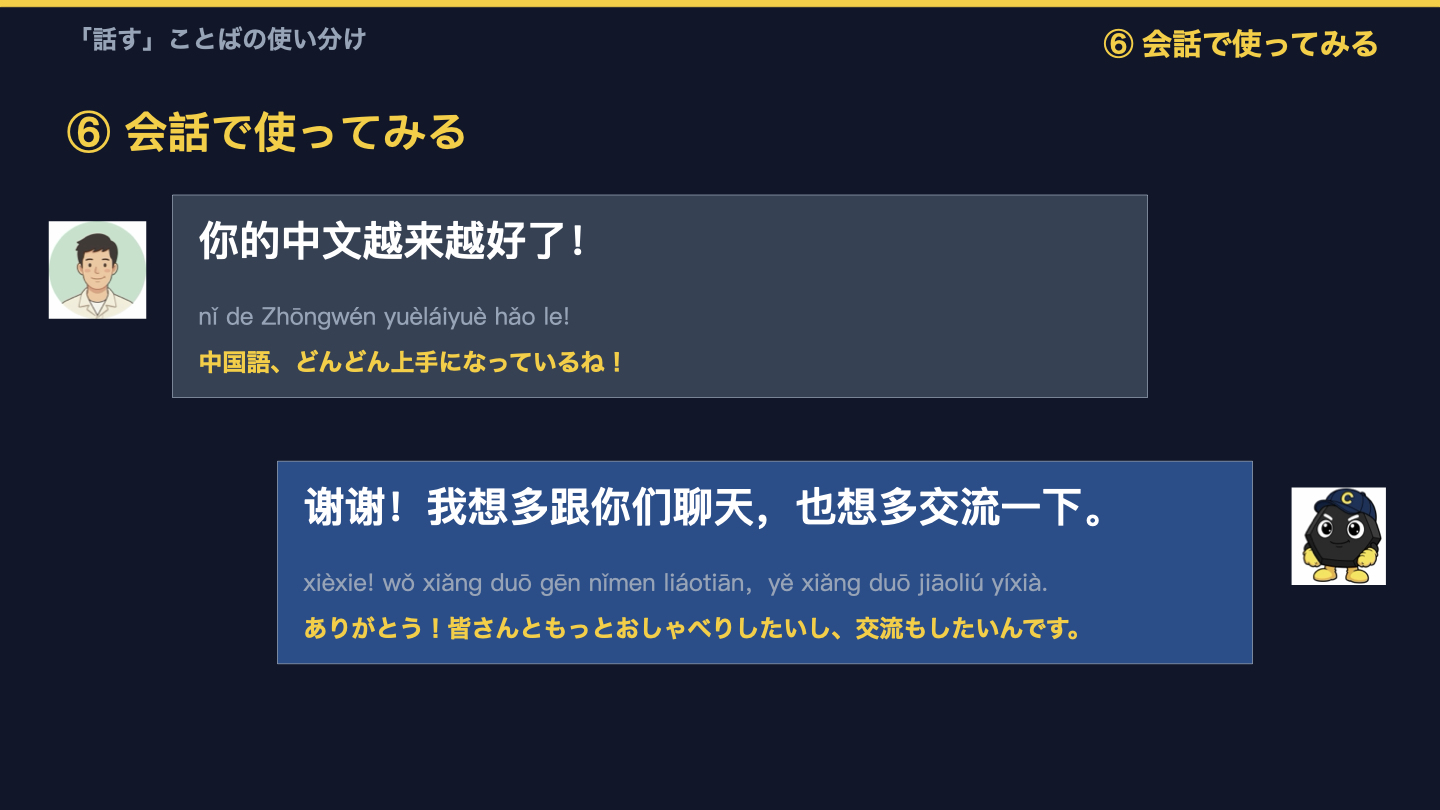 「話す」ことばの使い分け
⑥ 会話で使ってみる
⑥ 会話で使ってみる
你的中文越来越好了！
nǐ de Zhōngwén yuèláiyuè hǎo le!
中国語、どんどん上手になっているね！
谢谢！我想多跟你们聊天，也想多交流一下。
xièxie! wǒ xiǎng duō gēn nǐmen liáotiān，yě xiǎng duō jiāoliú yíxià.
ありがとう！皆さんともっとおしゃべりしたいし、交流もしたいんです。
C